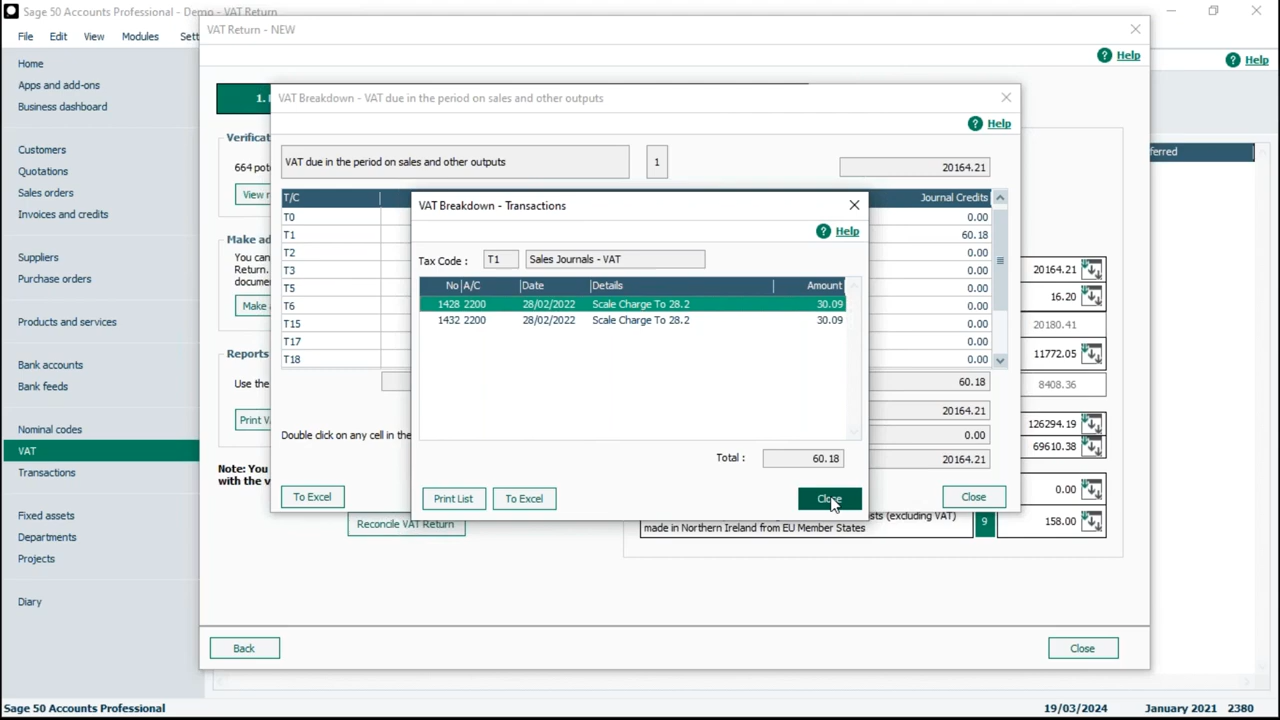 Sage 50 Accounts Professional - Demo - VAT Return
File Edit View Modules
VAT Return - NEW
Help
Help
Home
Apps and add-ons
Business dashboard
Customers
Quotations
Sales orders
Invoices and credits
Suppliers
Purchase orders
Products and services
Bank accounts
Bank feeds
Nominal codes
VAT
Transactions
Fixed assets
Departments
Projects
Diary
1.
664
You can
Return.
Reports
Use the
Note: You
with the
Reconcile VAT Return
VAT Breakdown - VAT due in the period on sales and other outputs
Help
VAT due in the period on sales and other outputs 1 20164.21
T/C Journal Credits
T0 0.00
T1 60.18
T2 0.00
T3 0.00
T5 0.00
T6 0.00
T15 0.00
T17 0.00
T18 0.00
60.18
20164.21
Double click on any cell in the 0.00
20164.21
To Excel Close
VAT Breakdown - Transactions
Help
Tax Code : T1 Sales Journals - VAT
No A/C Date Details Amount
1428 2200 28/02/2022 Scale Charge To 28.2 30.09
1432 2200 28/02/2022 Scale Charge To 28.2 30.09
Total : 60.18
Print List To Excel Close
20164.21
16.20
20180.41
11772.05
8408.36
126294.19
69610.38
0.00
(excluding VAT)
made in Northern Ireland from EU Member States 9 158.00
Back Close
Sage 50 Accounts Professional 19/03/2024 January 2021 2380